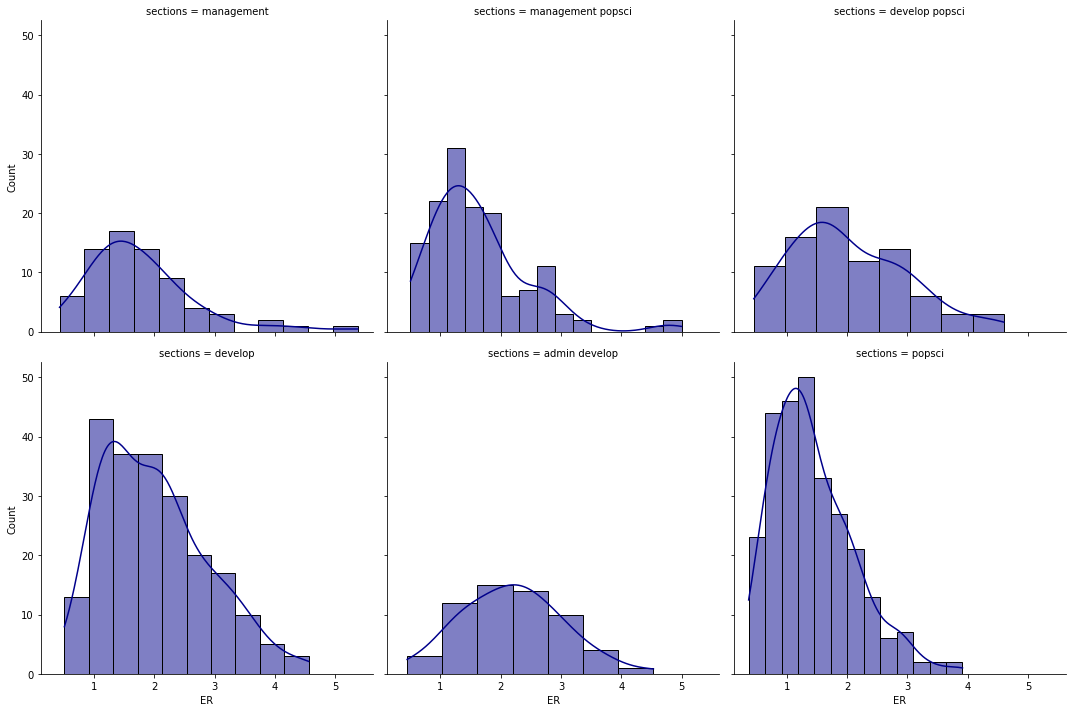 sections = management
sections = management popsci
sections = develop popsci
50
40
30
20
10
0
Count
sections = develop
sections = admin develop
sections = popsci
50
40
30
20
10
0
Count
1 2 3 4 5
1 2 3 4 5
1 2 3 4 5
ER
ER
ER